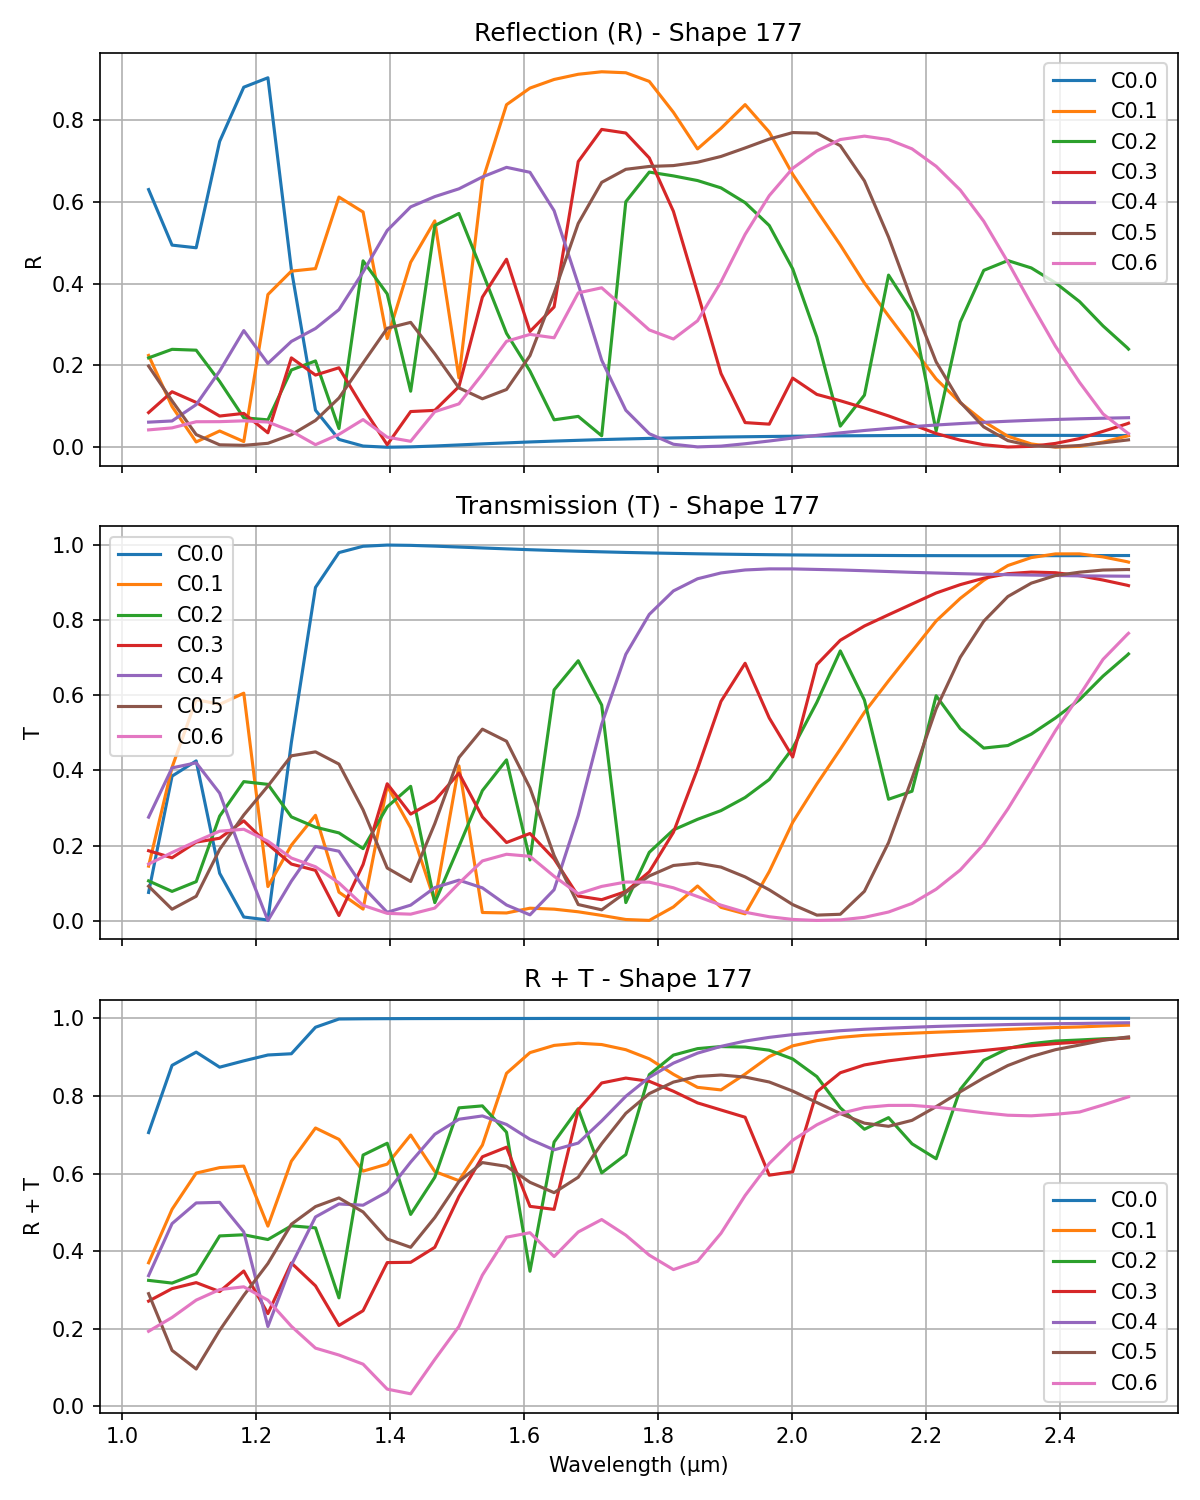 Reflection (R) - Shape 177
R
0.8
0.6
0.4
0.2
0.0
C0.0
C0.1
C0.2
C0.3
C0.4
C0.5
C0.6
Transmission (T) - Shape 177
T
1.0
0.8
0.6
0.4
0.2
0.0
C0.0
C0.1
C0.2
C0.3
C0.4
C0.5
C0.6
R + T - Shape 177
R + T
1.0
0.8
0.6
0.4
0.2
0.0
C0.0
C0.1
C0.2
C0.3
C0.4
C0.5
C0.6
1.0 1.2 1.4 1.6 1.8 2.0 2.2 2.4
Wavelength (μm)